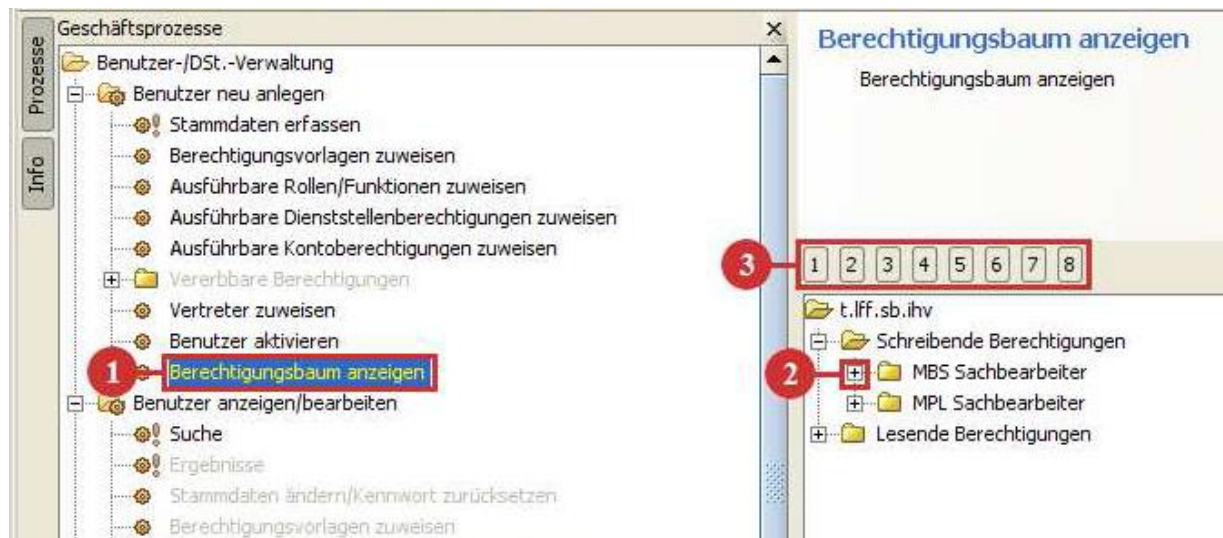 Prozesse
Info
Geschäftsprozesse
Benutzer-/DSt.-Verwaltung
Benutzer neu anlegen
Stammdaten erfassen
Berechtigungsvorlagen zuweisen
Ausführbare Rollen/Funktionen zuweisen
Ausführbare Dienststellenberechtigungen zuweisen
Ausführbare Kontoberechtigungen zuweisen
Vererbbare Berechtigungen
Vertreter zuweisen
Benutzer aktivieren
1 Berechtigungsbaum anzeigen
Benutzer anzeigen/bearbeiten
Suche
Ergebnisse
Stammdaten ändern/Kennwort zurücksetzen
Berechtigungsvorlagen zuweisen
Berechtigungsbaum anzeigen
Berechtigungsbaum anzeigen
3 1 2 3 4 5 6 7 8
t.lff.sb.ihv
Schreibende Berechtigungen
2 MBS Sachbearbeiter
MPL Sachbearbeiter
Lesende Berechtigungen